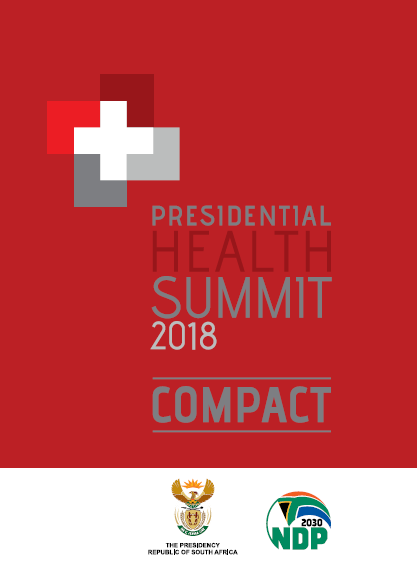 PRESIDENTIAL
HEALTH
SUMMIT
2018
COMPACT
THE PRESIDENCY
REPUBLIC OF SOUTH AFRICA
2030
NDP